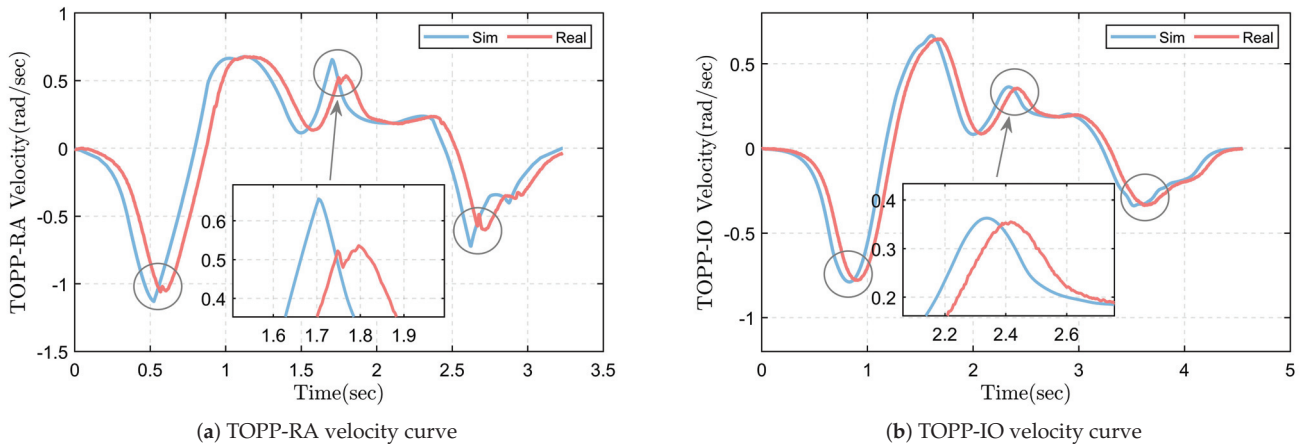 1
0.5
0
-0.5
-1
-1.5
TOPP-RA Velocity(rad/sec)
Sim Real
0.6
0.5
0.4
1.6 1.7 1.8 1.9
0 0.5 1 1.5 2 2.5 3 3.5
Time(sec)
(a) TOPP-RA velocity curve
0.5
0
-0.5
-1
TOPP-IO Velocity(rad/sec)
Sim Real
0.4
0.3
0.2
2.2 2.4 2.6
0 1 2 3 4 5
Time(sec)
(b) TOPP-IO velocity curve